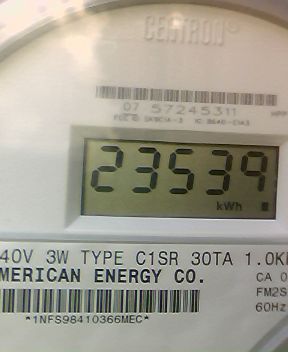 CENTRON®
07 57245311
23539
kWh
40V 3W TYPE C1SR 30TA 1.0K
MERICAN ENERGY CO.
CA 0
FM2S
60Hz
*1NFS98410366MEC*